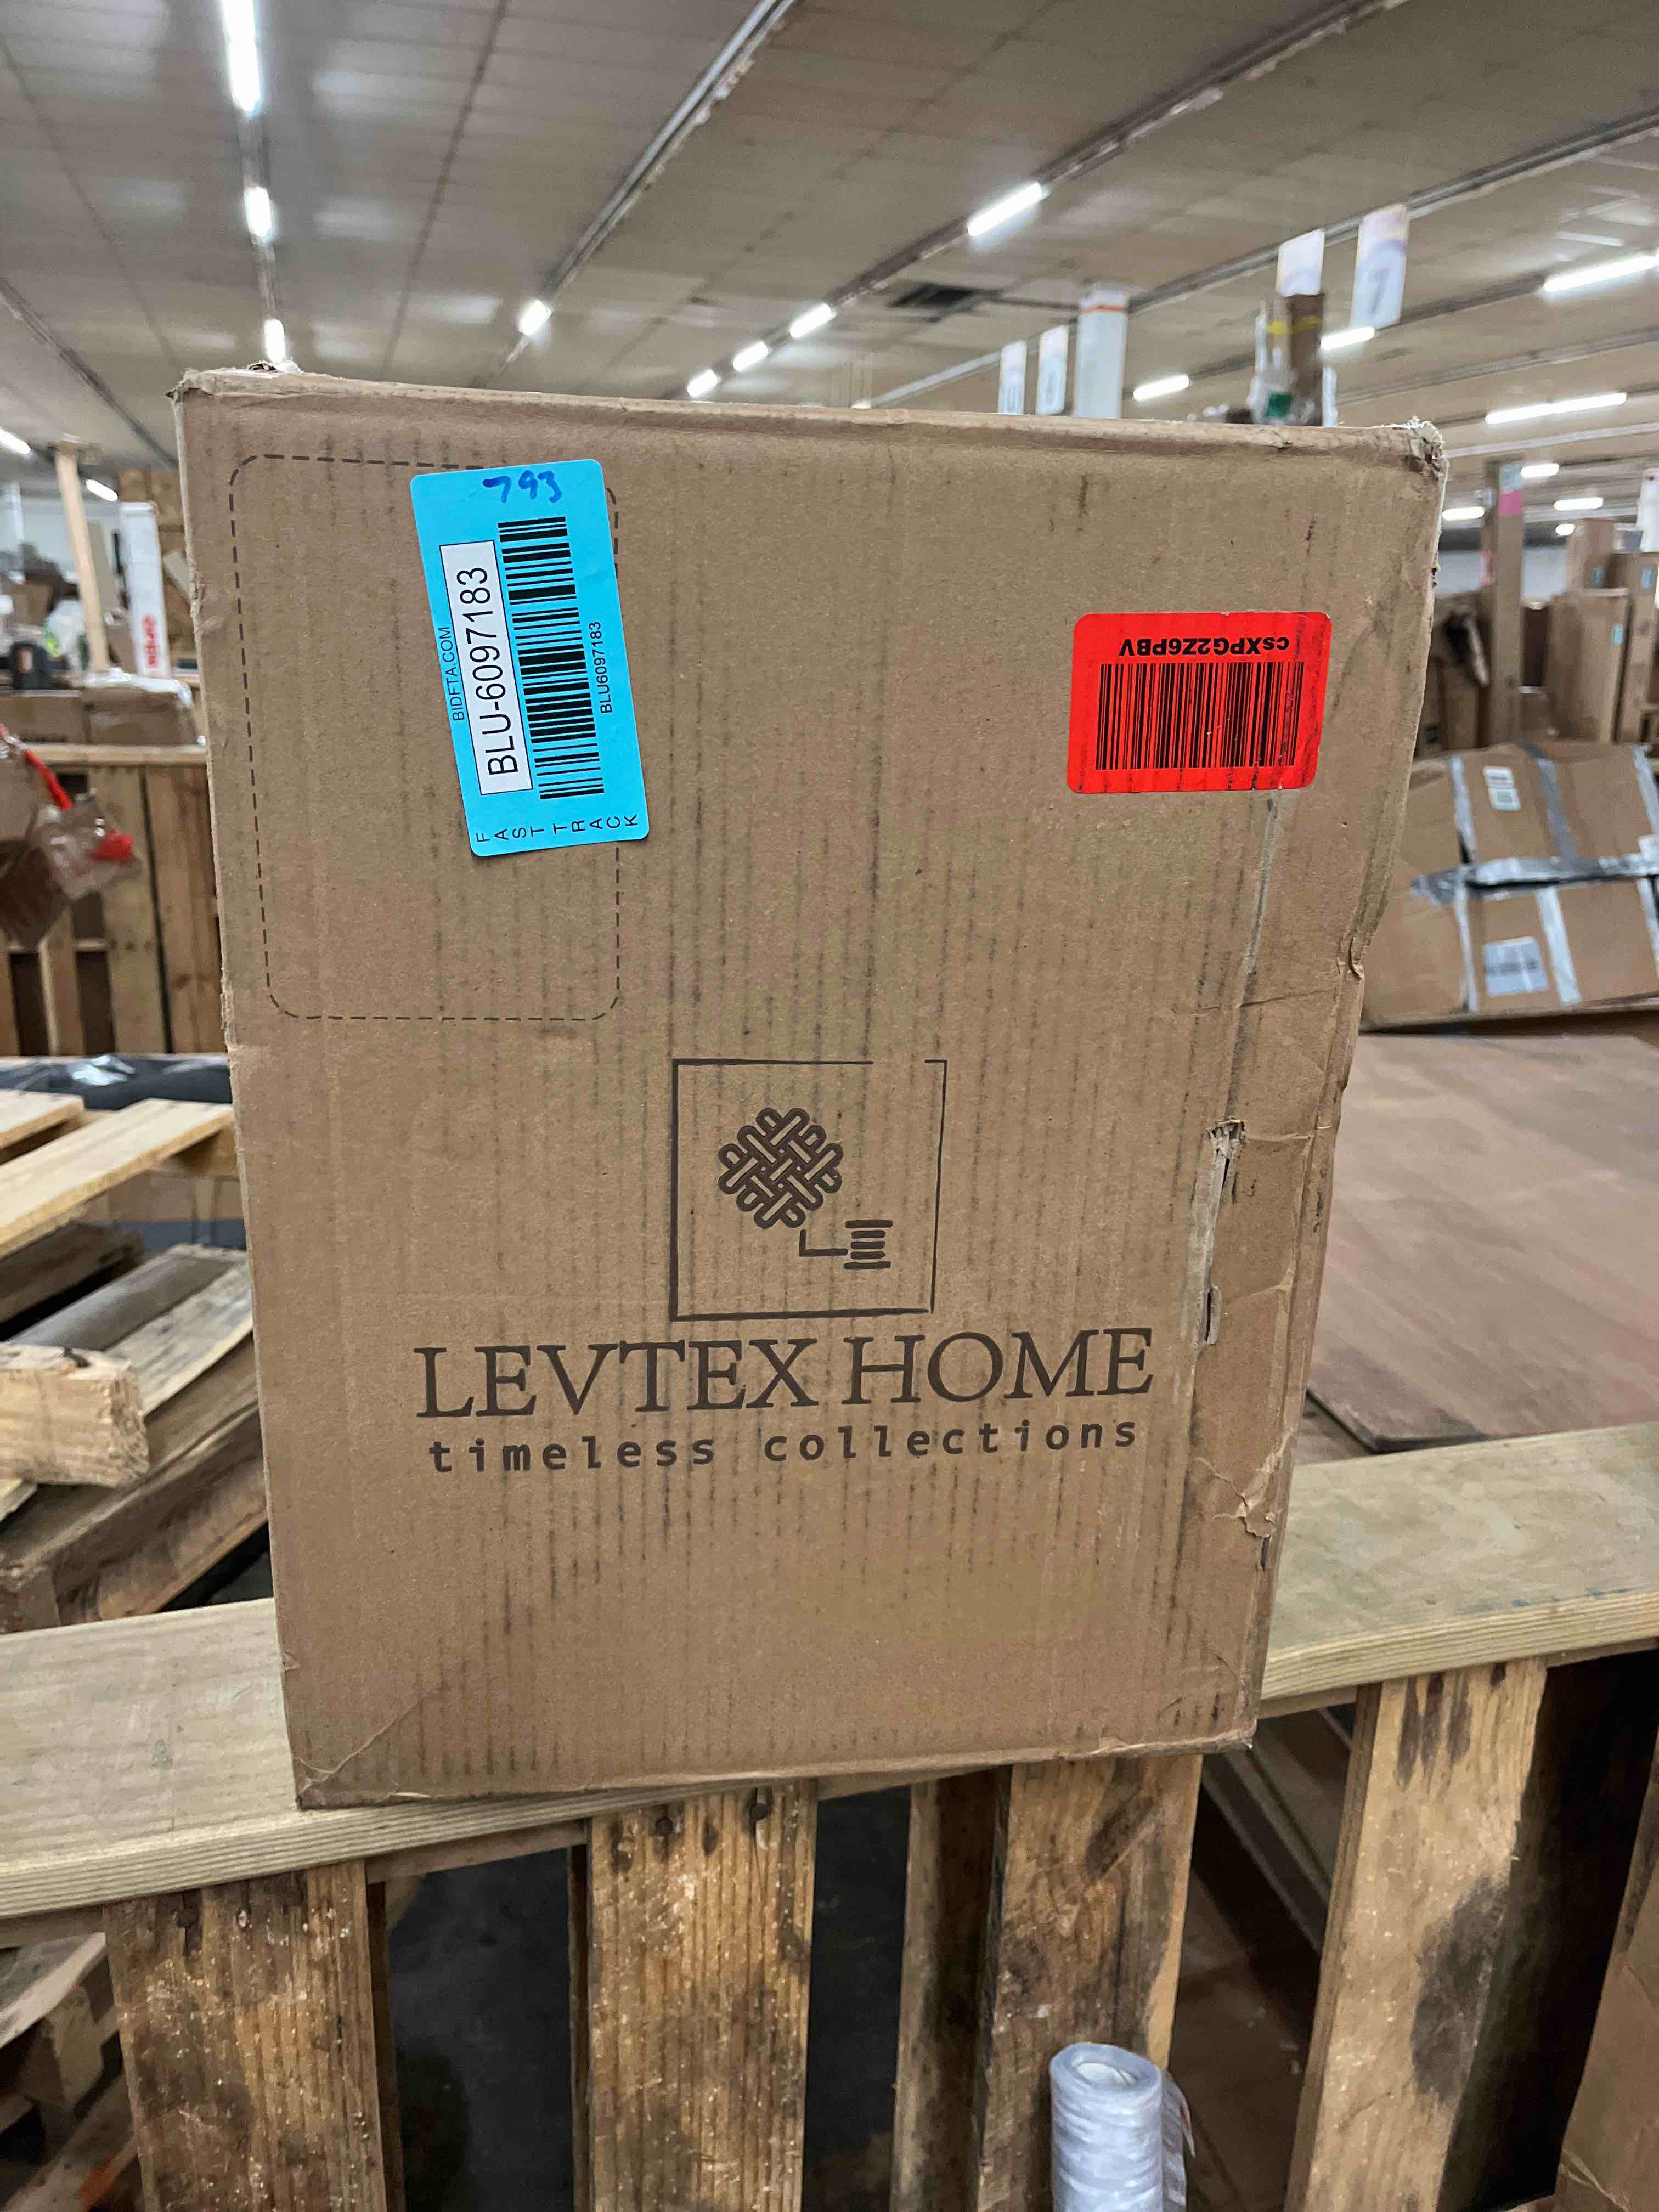 793
BIDFTA.COM
BLU-6097183
BLU6097183
FAST TRACK
csXPG2Z6PBV
LEVTEX HOME
timeless collections